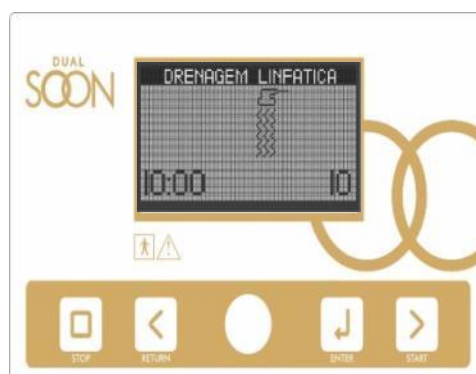 DUAL
SOON
DRENAGEM LINFATICA
10:00 10
STOP RETURN ENTER START